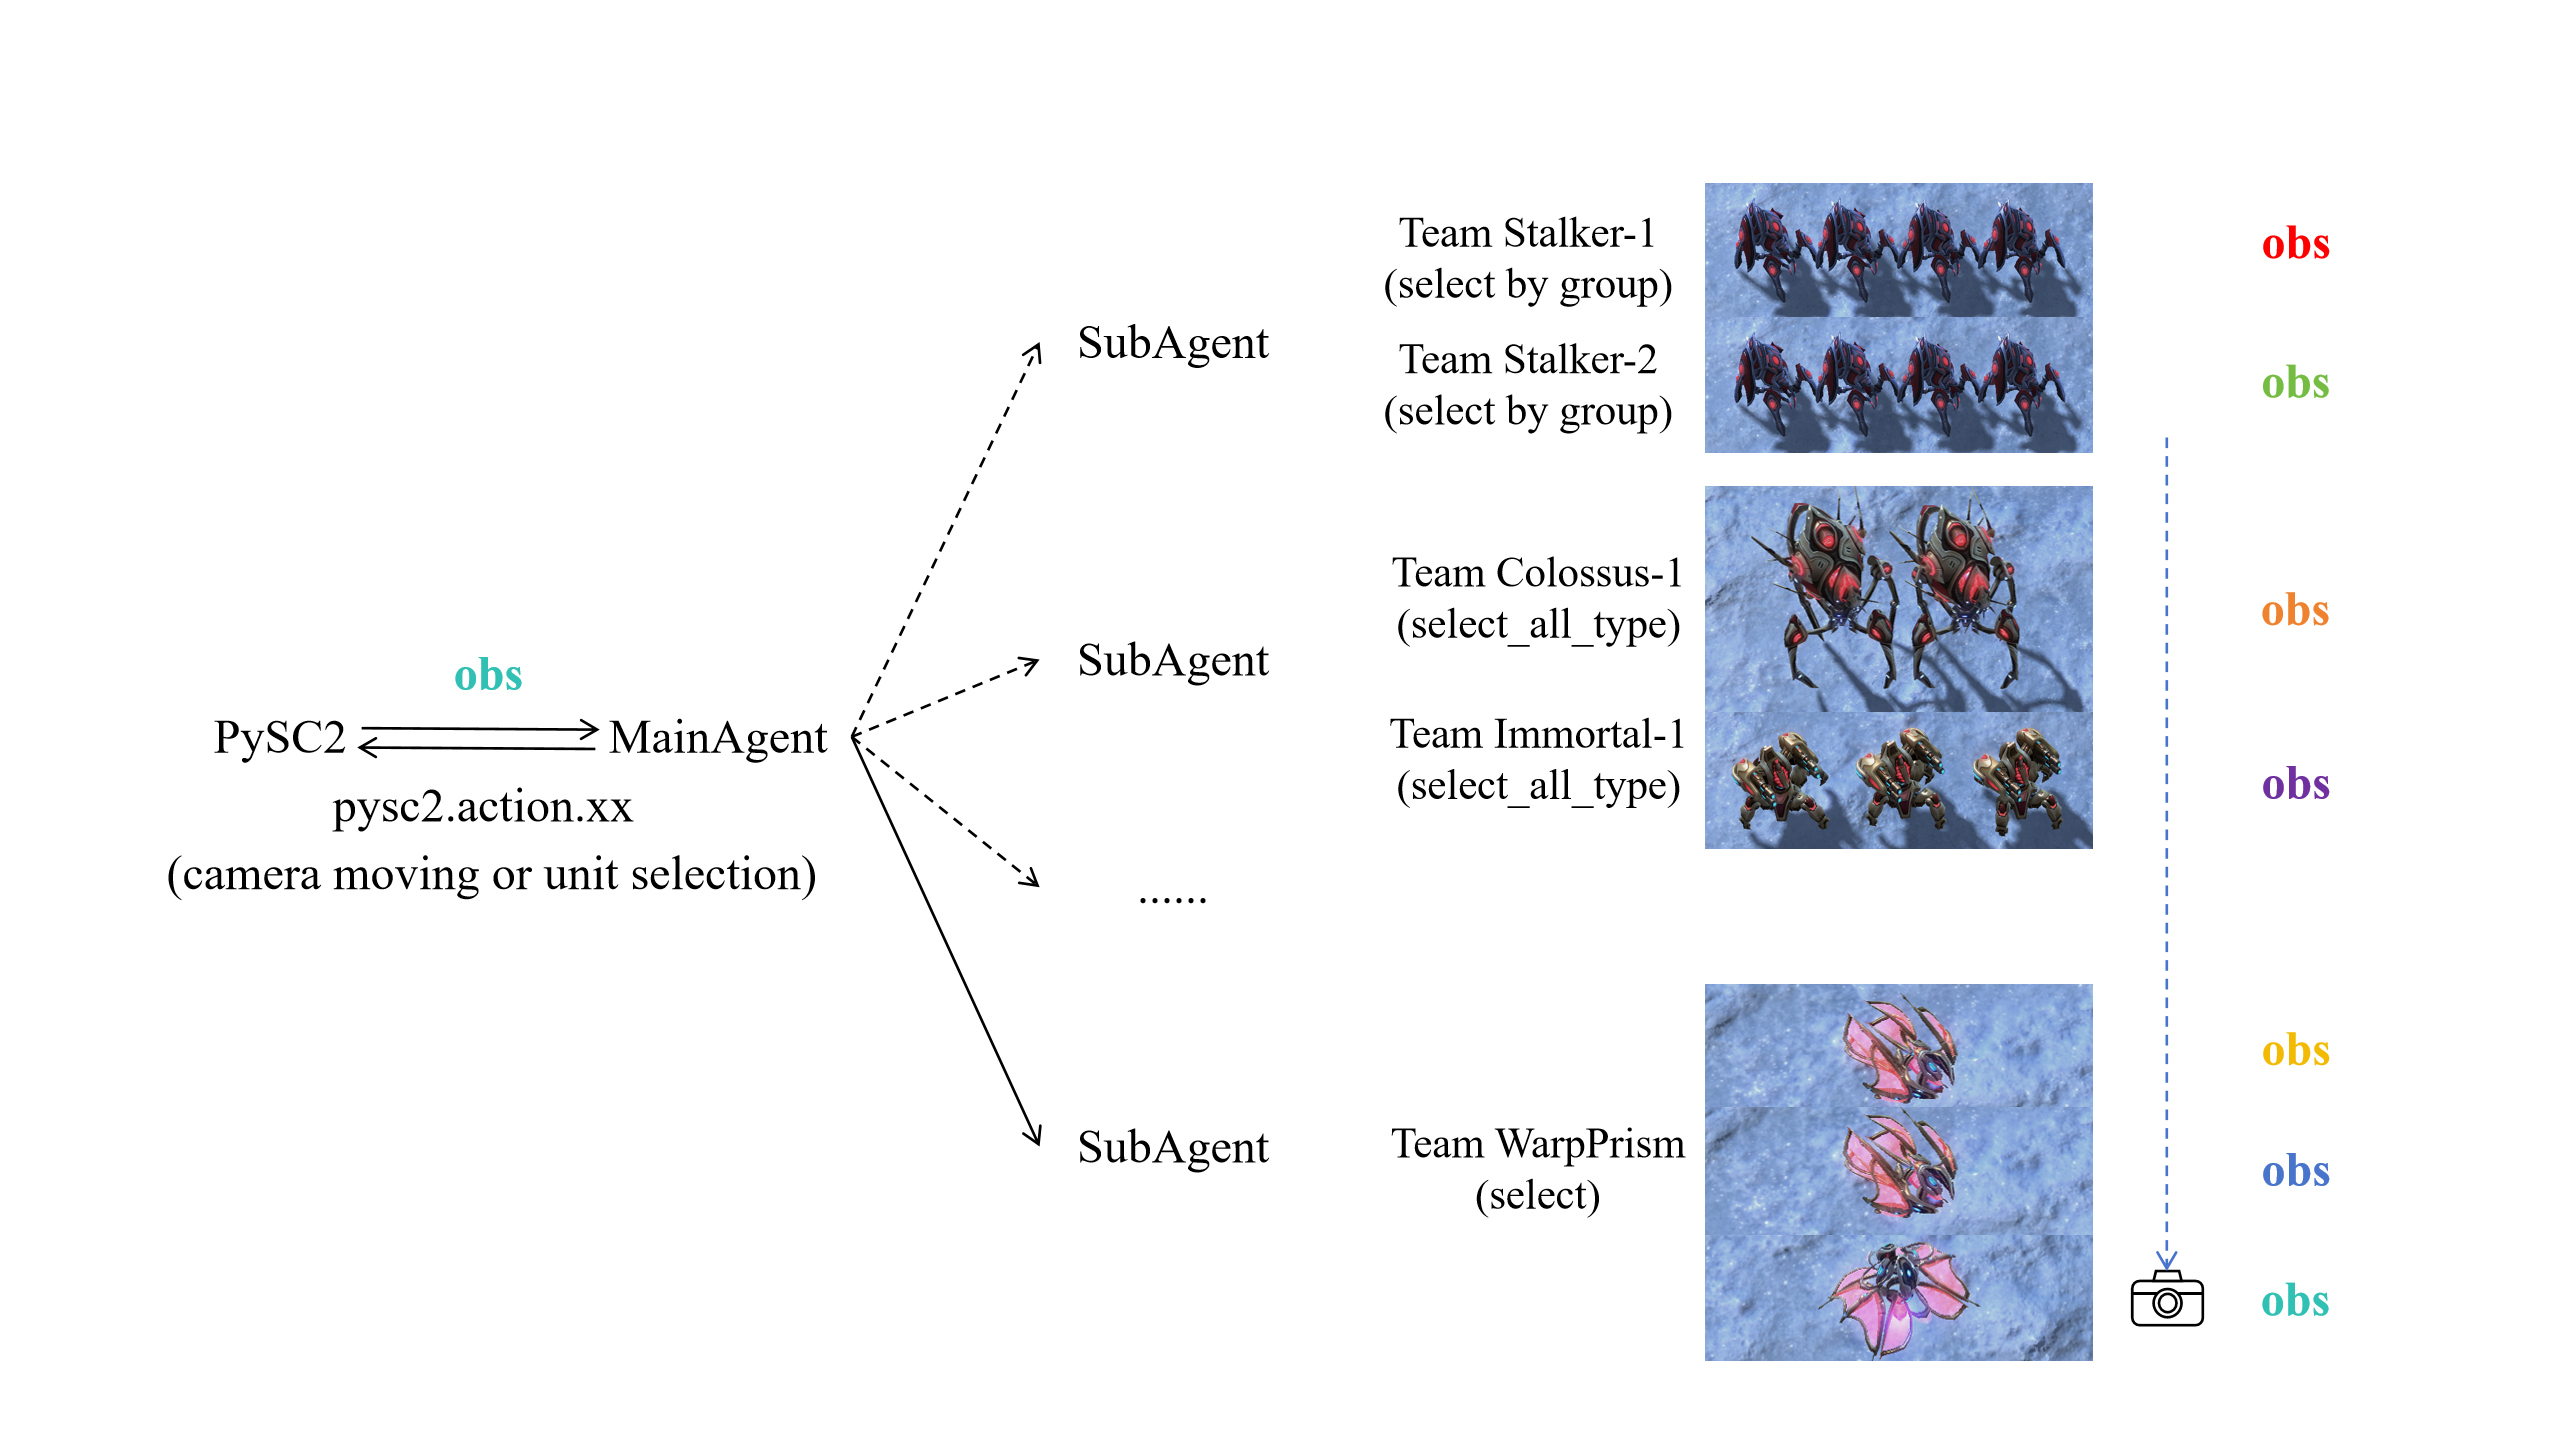 obs
PySC2
MainAgent
pysc2.action.xx
(camera moving or unit selection)
SubAgent
SubAgent
......
SubAgent
Team Stalker-1
(select by group)
Team Stalker-2
(select by group)
Team Colossus-1
(select_all_type)
Team Immortal-1
(select_all_type)
Team WarpPrism
(select)
obs
obs
obs
obs
obs
obs
obs